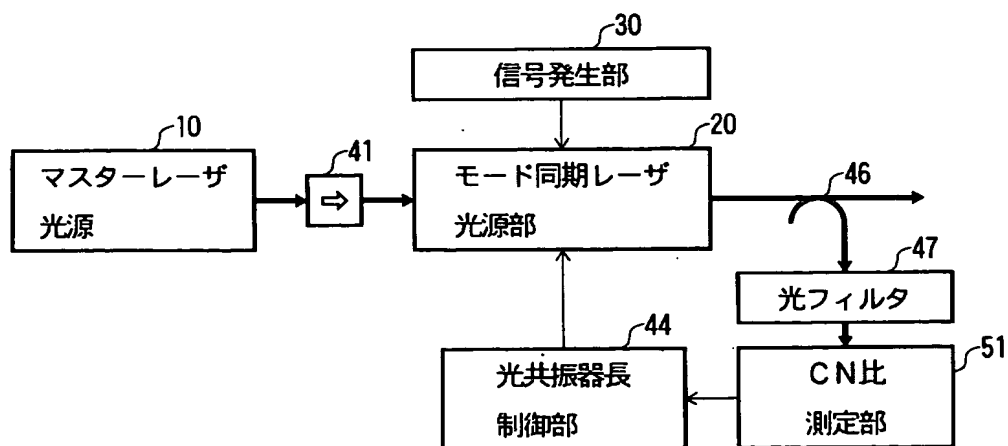 30
信号発生部
10
マスターレーザ
光源
41
20
モード同期レーザ
光源部
46
47
光フィルタ
44
光共振器長
制御部
51
CN比
測定部